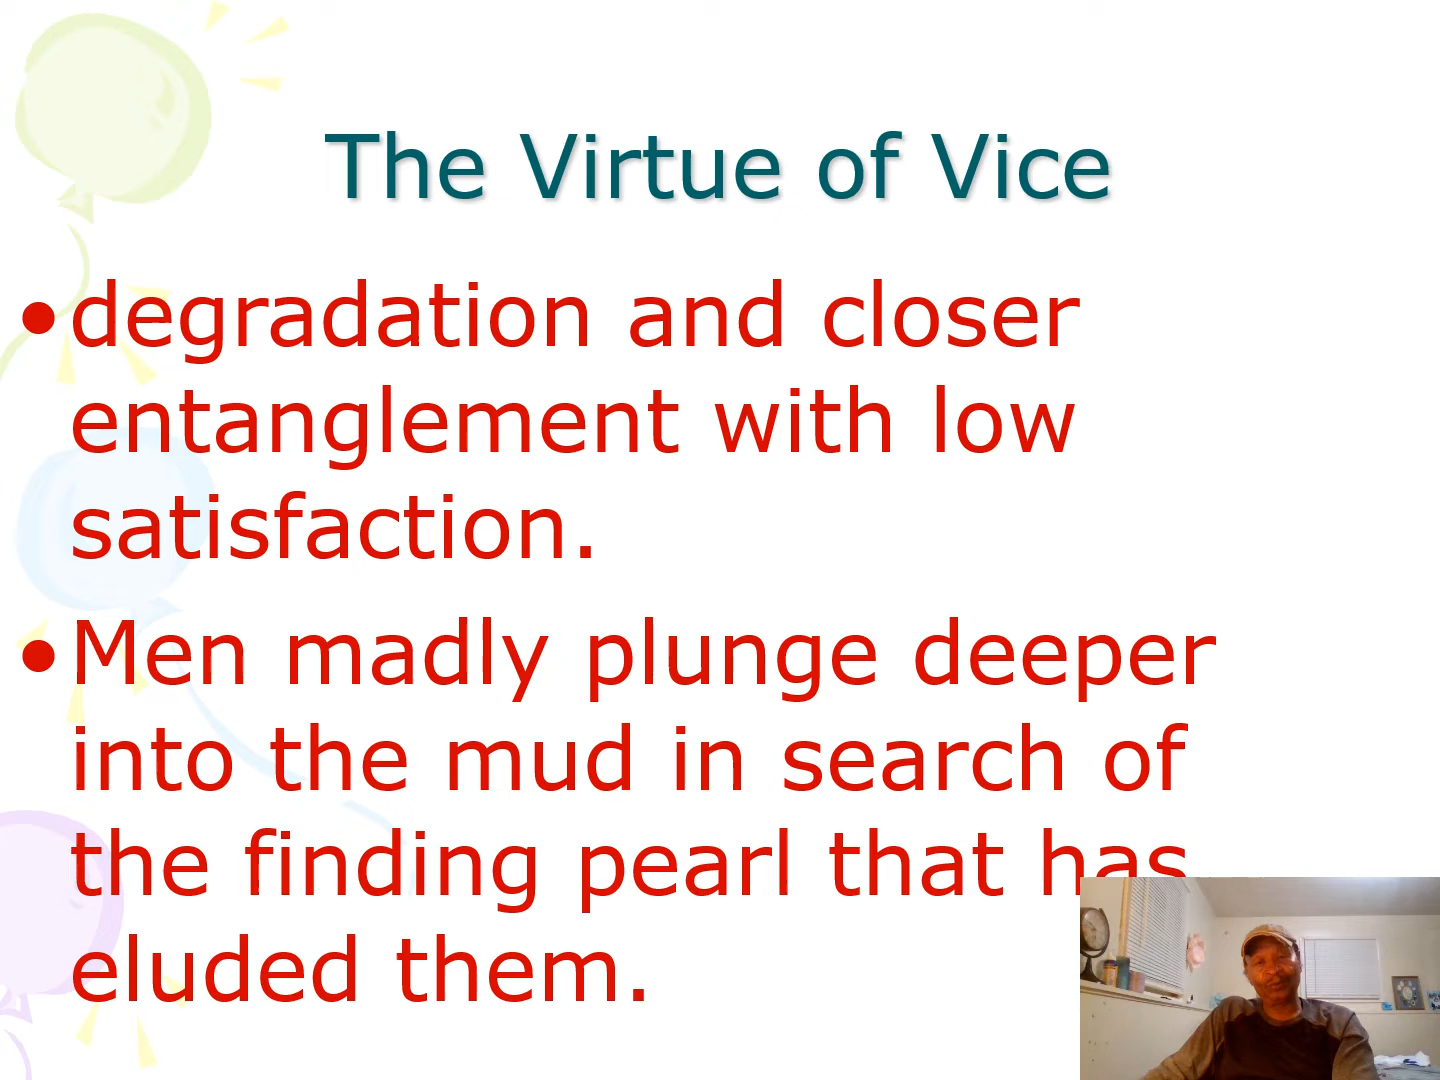 The Virtue of Vice
•degradation and closer
entanglement with low
satisfaction.
•Men madly plunge deeper
into the mud in search of
the finding pearl that has
eluded them.